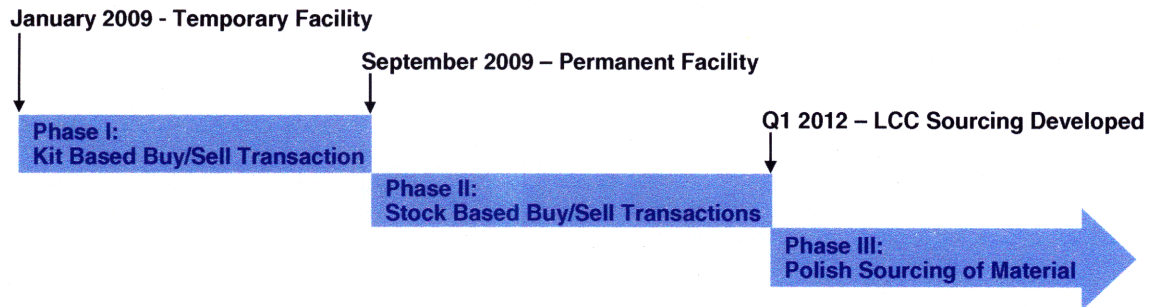 January 2009 - Temporary Facility
September 2009 – Permanent Facility
Q1 2012 – LCC Sourcing Developed
Phase I:
Kit Based Buy/Sell Transaction
Phase II:
Stock Based Buy/Sell Transactions
Phase III:
Polish Sourcing of Material